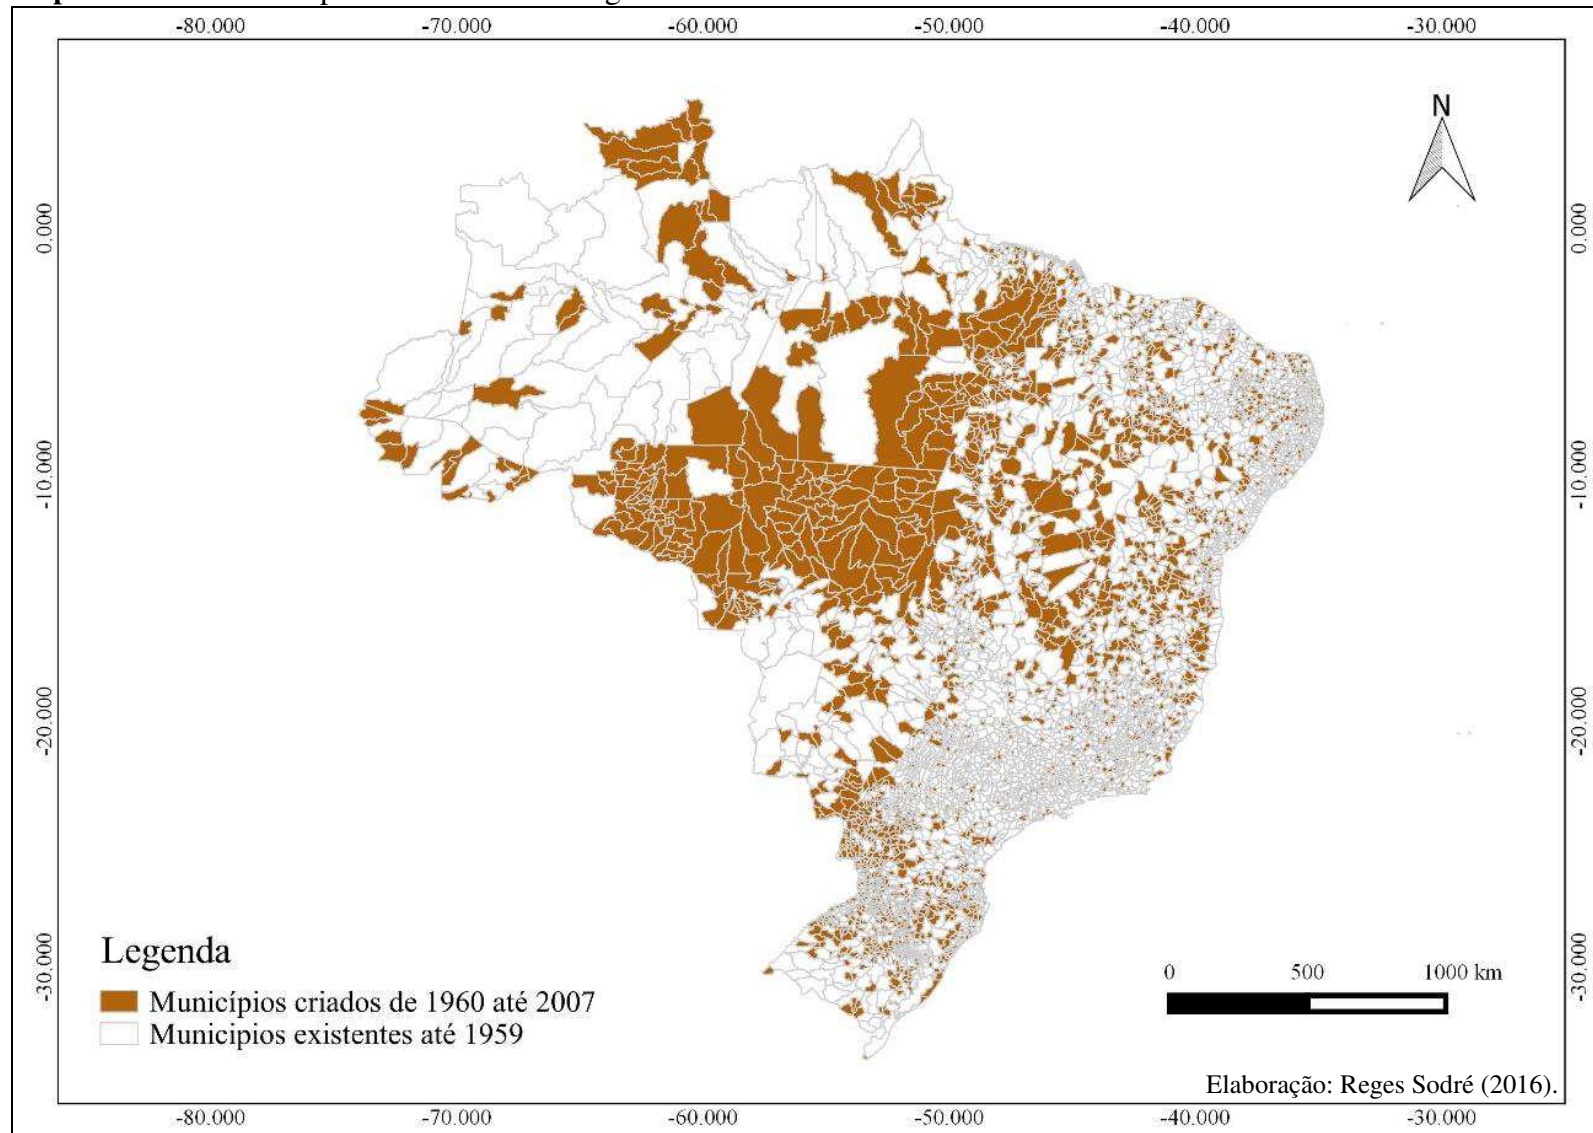 -80.000 -70.000 -60.000 -50.000 -40.000 -30.000
N
0.000 0.000
-10.000 -10.000
-20.000 -20.000
-30.000 -30.000
Legenda
Municípios criados de 1960 até 2007
Municipios existentes até 1959
0 500 1000 km
Elaboração: Reges Sodré (2016).
-80.000 -70.000 -60.000 -50.000 -40.000 -30.000